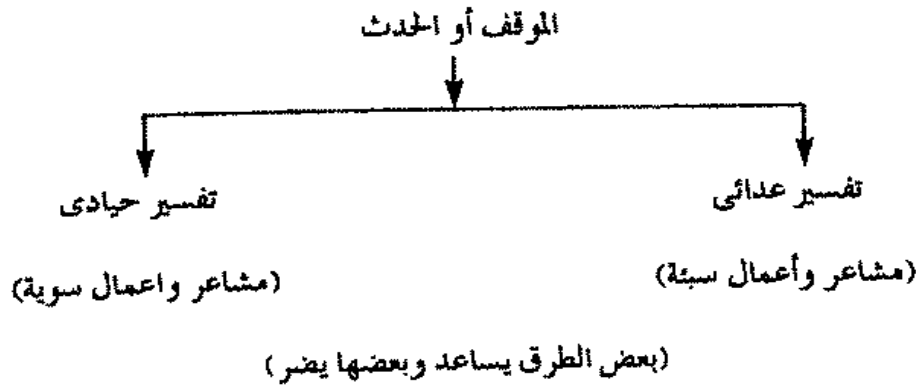 الموقف أو الحدث
تفسير عدائى
تفسير حيادى
(مشاعر وأعمال سيئة)
(مشاعر واعمال سوية)
(بعض الطرق يساعد وبعضها يضر)